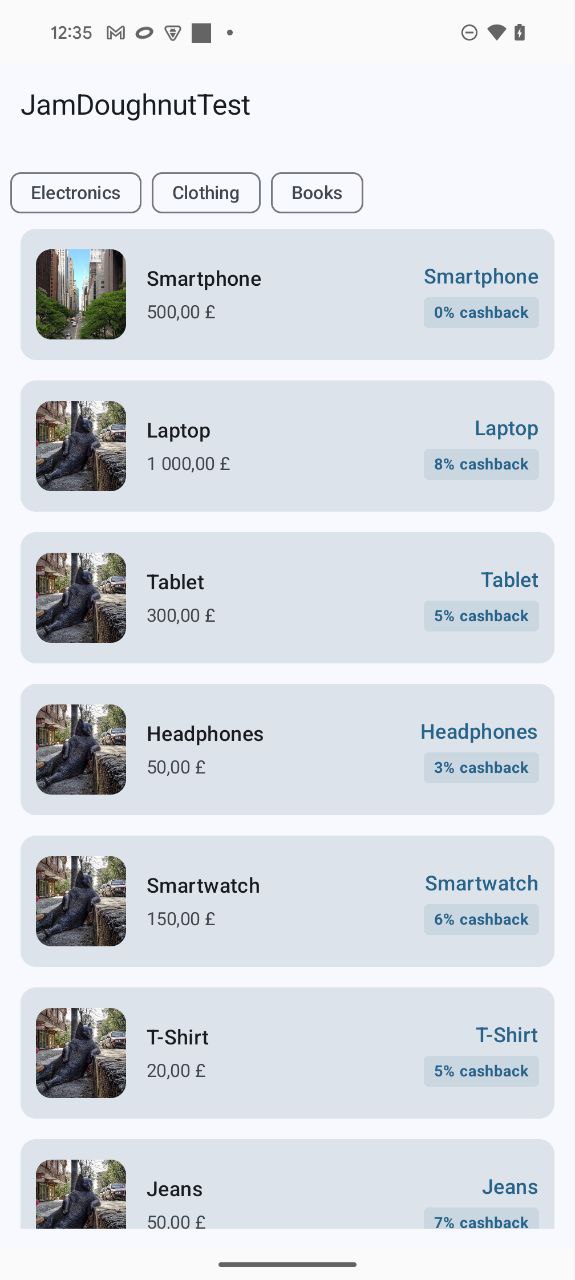 12:35
JamDoughnutTest
Electronics Clothing Books
Smartphone Smartphone
500,00 £ 0% cashback
Laptop Laptop
1 000,00 £ 8% cashback
Tablet Tablet
300,00 £ 5% cashback
Headphones Headphones
50,00 £ 3% cashback
Smartwatch Smartwatch
150,00 £ 6% cashback
T-Shirt T-Shirt
20,00 £ 5% cashback
Jeans Jeans
50,00 £ 7% cashback